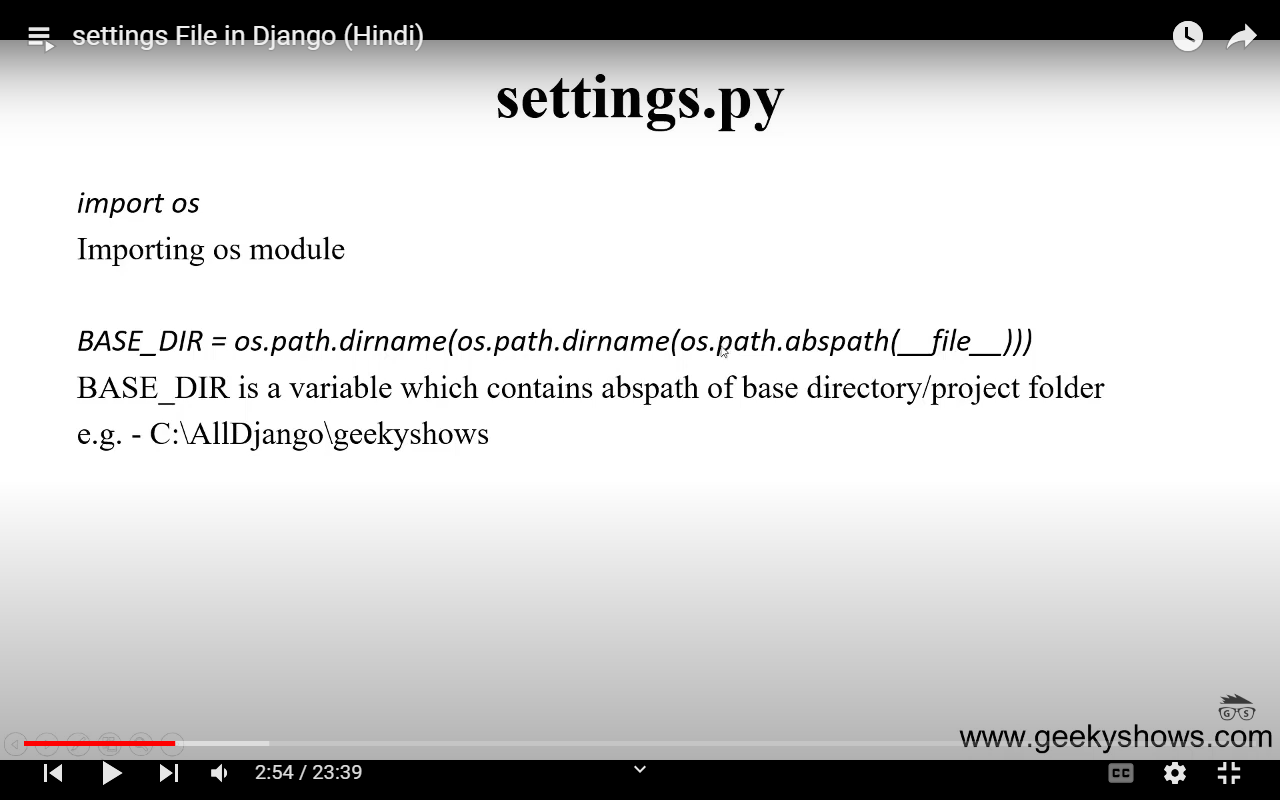 settings File in Django (Hindi)
settings.py
import os
Importing os module
BASE_DIR = os.path.dirname(os.path.dirname(os.path.abspath(__file__)))
BASE_DIR is a variable which contains abspath of base directory/project folder
e.g. - C:\AllDjango\geekyshows
G S
www.geekyshows.com
2:54 / 23:39
CC